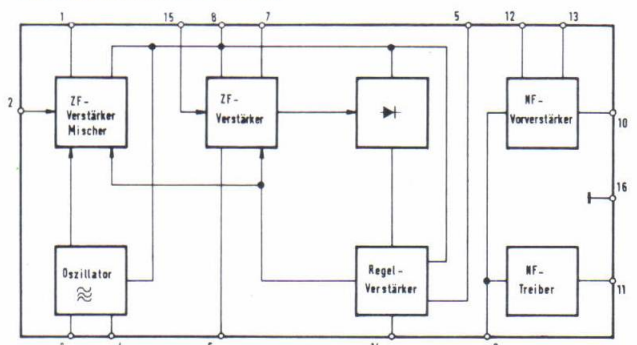 1
15
8
7
5
12
13
2
ZF-
Verstärker
Mischer
ZF-
Verstärker
NF-
Vorverstärker
10
16
Oszillator
Regel-
Verstärker
NF-
Treiber
11